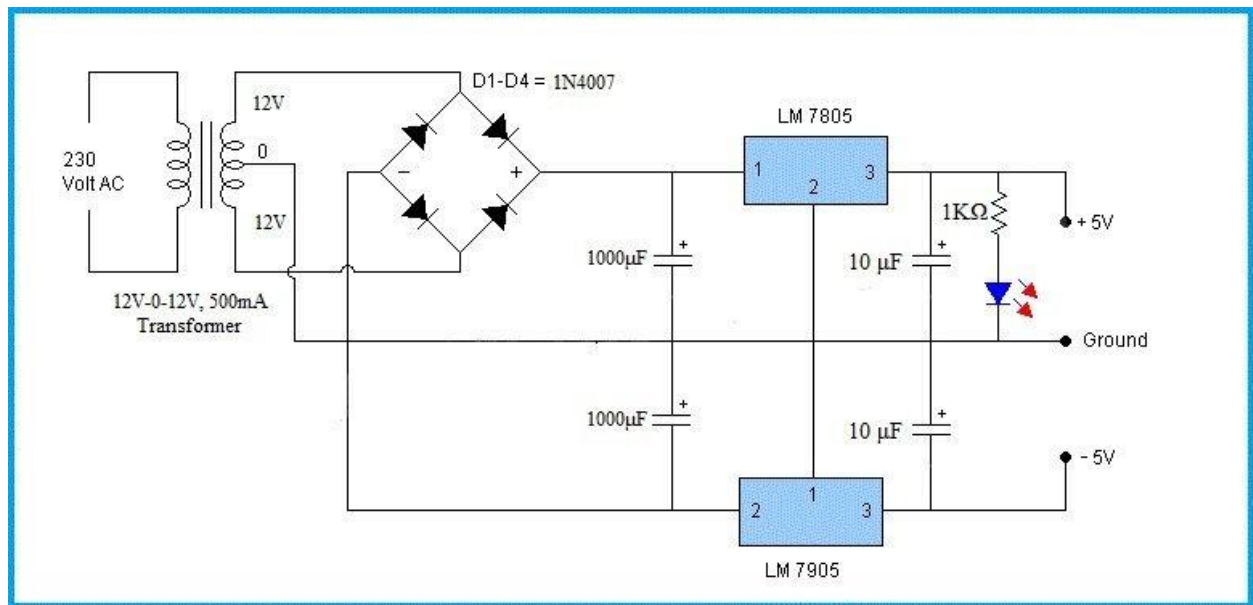 D1-D4 = 1N4007
12V
0
12V
230
Volt AC
12V-0-12V, 500mA
Transformer
−
+
LM 7805
1
2
3
1000μF
+
10 μF
+
1KΩ
+ 5V
Ground
1000μF
+
10 μF
+
- 5V
2
1
3
LM 7905